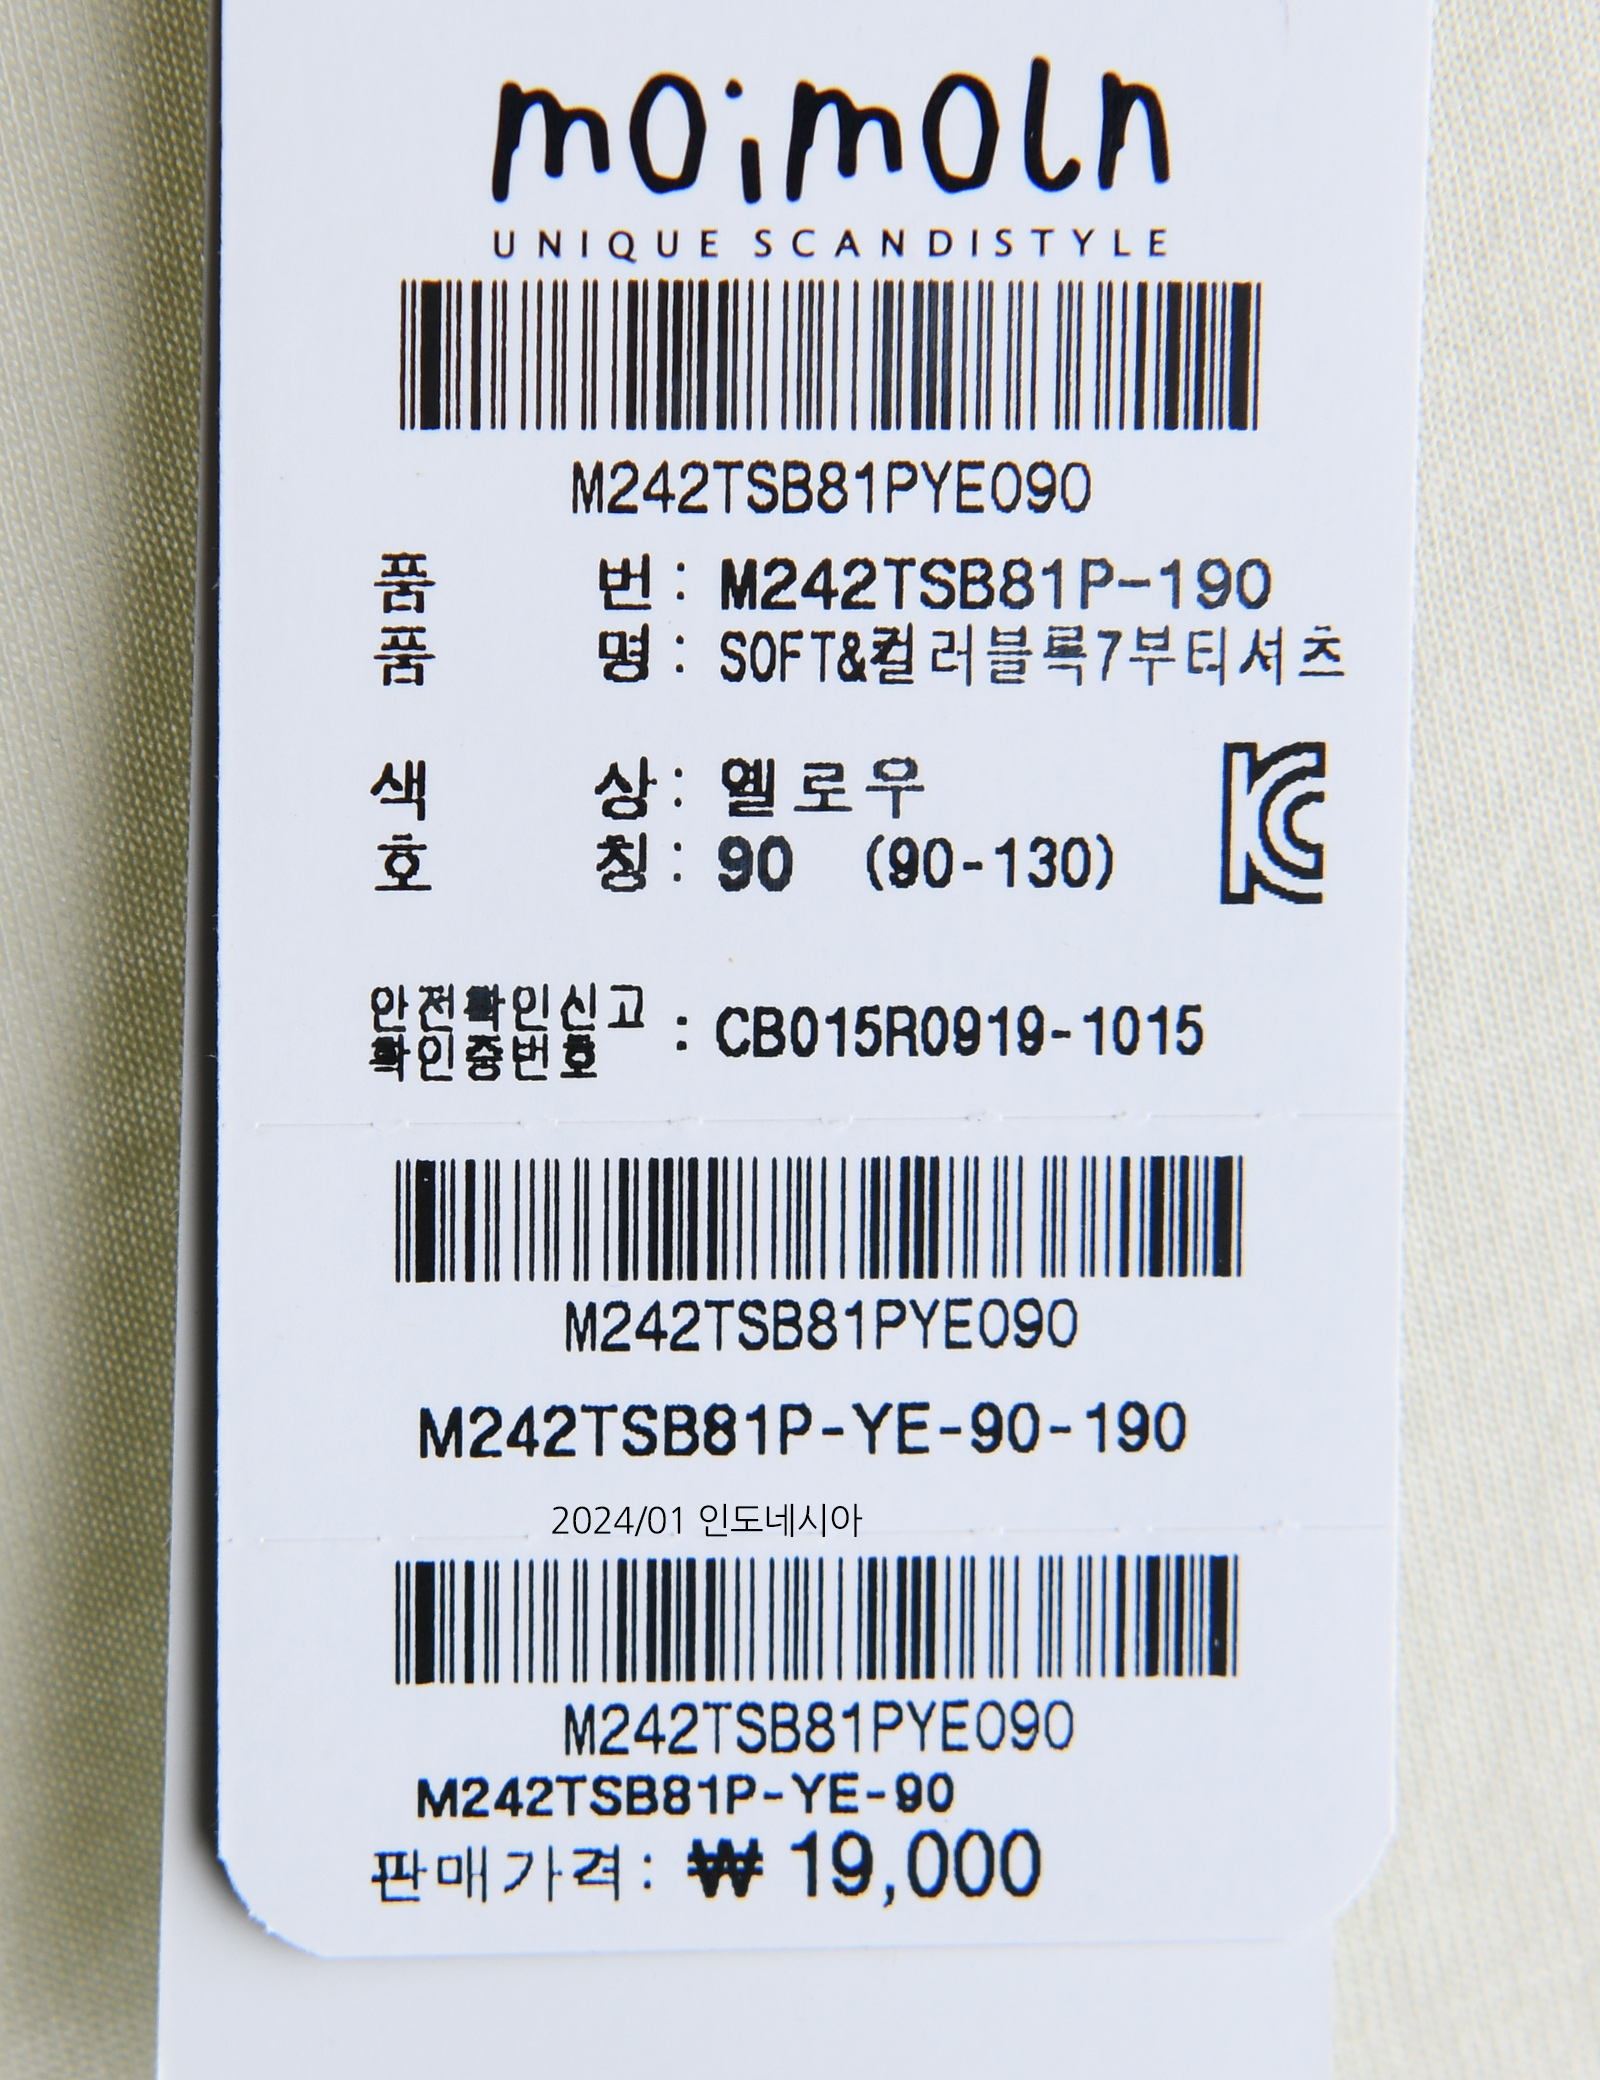 moimoln
UNIQUE SCANDISTYLE
M242TSB81PYE090
품 번 : M242TSB81P-190
품 명 : SOFT&컬러블록7부티셔츠
색 상 : 옐로우
호 칭 : 90 (90-130)
안전확인신고
확인증번호 : CB015R0919-1015
M242TSB81PYE090
M242TSB81P-YE-90-190
2024/01 인도네시아
M242TSB81PYE090
M242TSB81P-YE-90
판매가격: ₩ 19,000